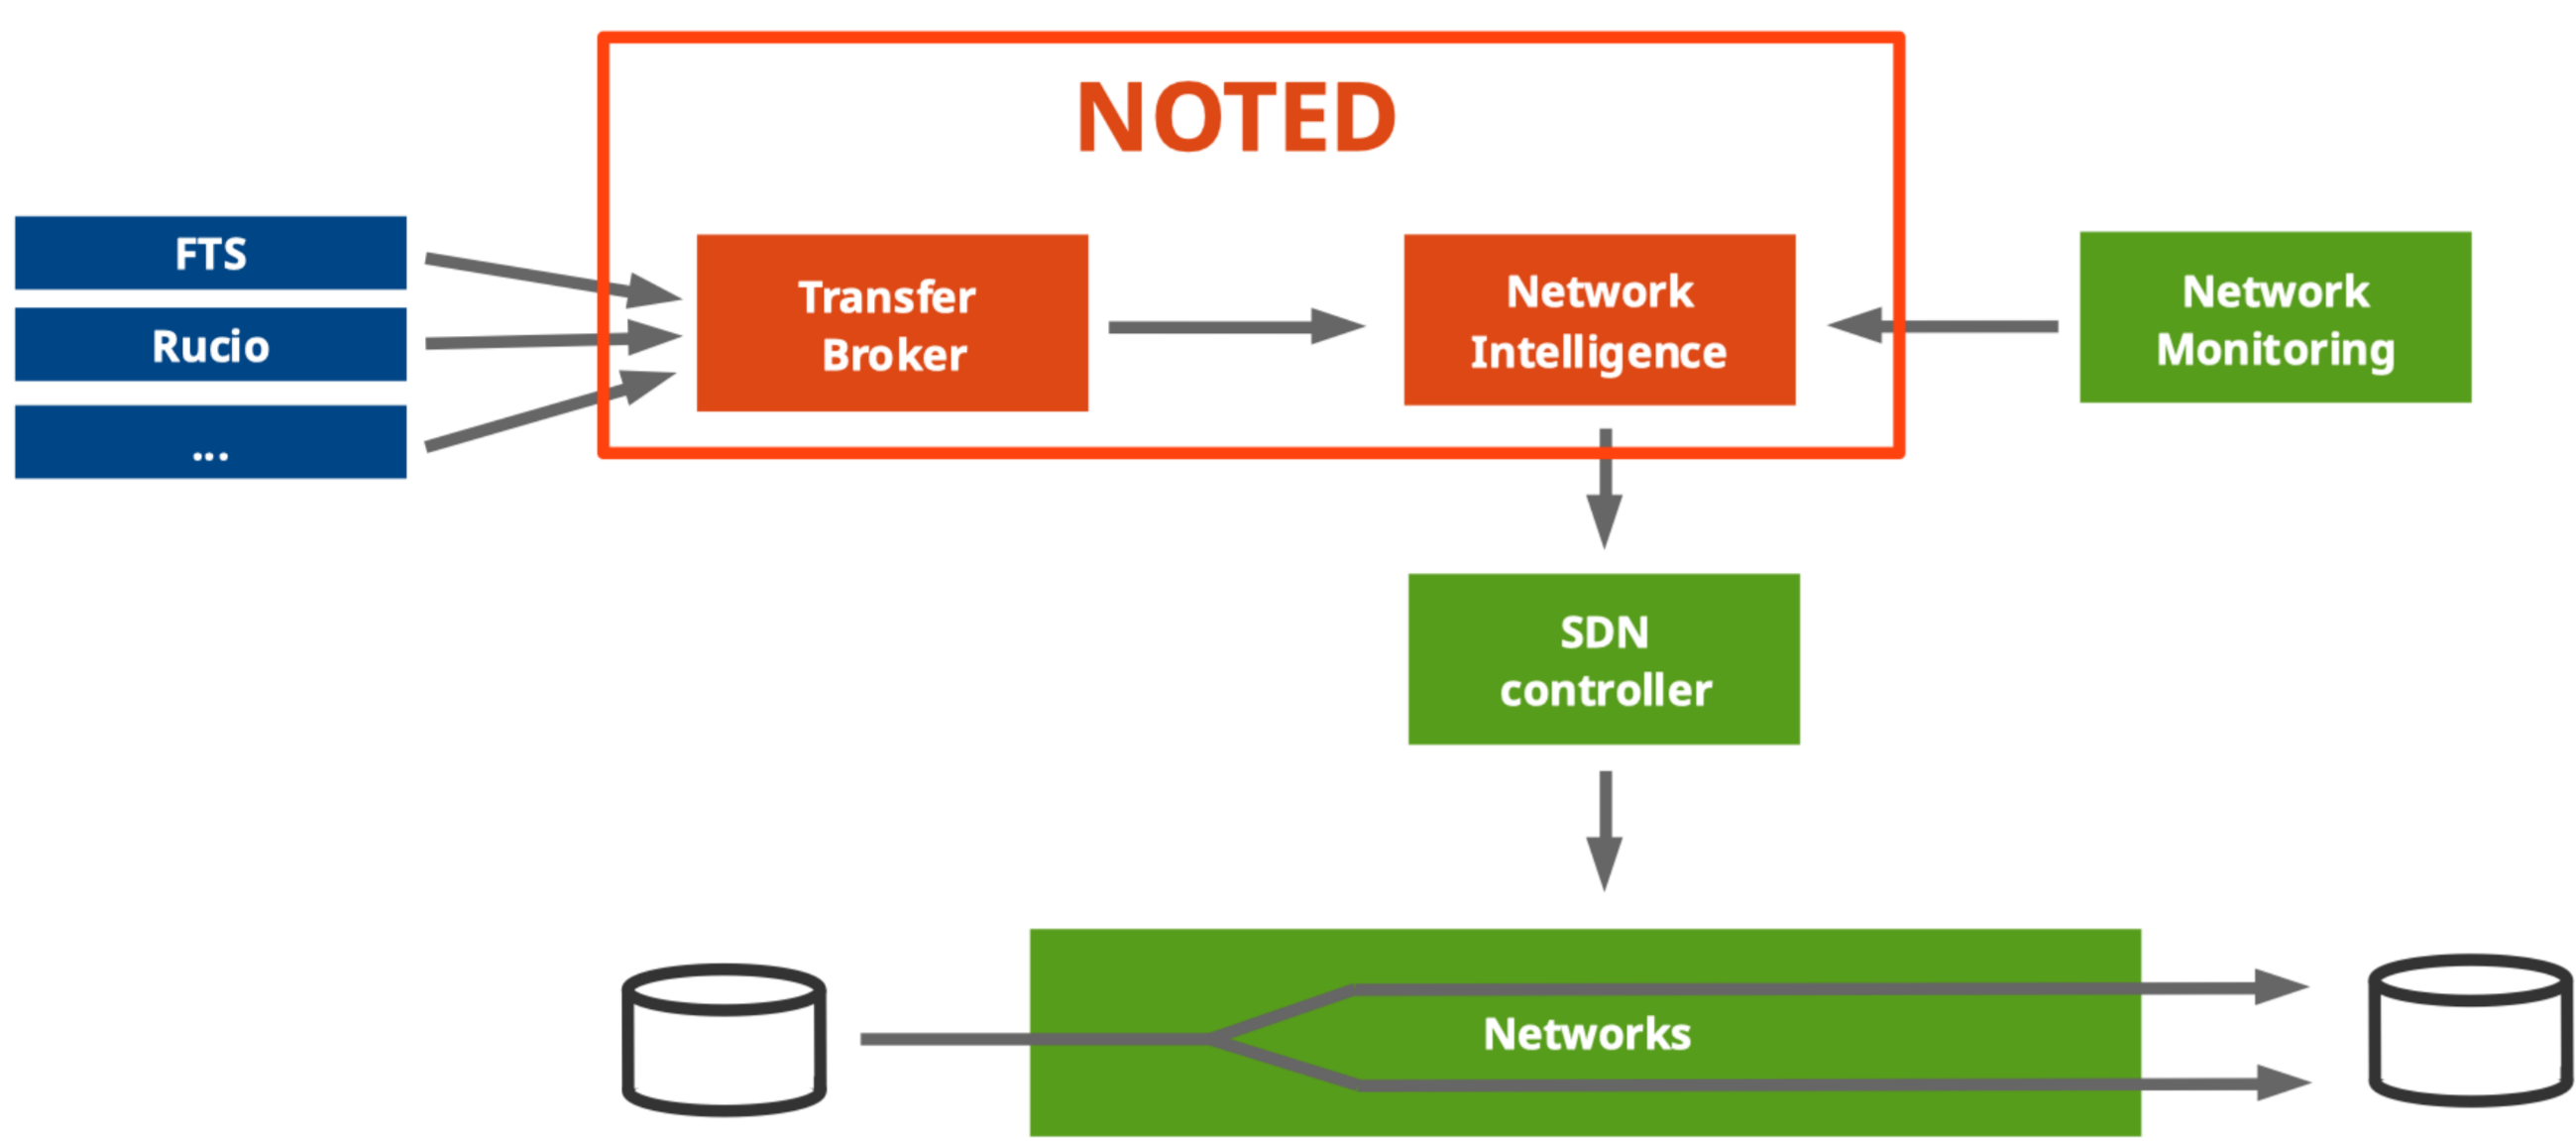 NOTED
FTS
Rucio
...
Transfer
Broker
Network
Intelligence
Network
Monitoring
SDN
controller
Networks